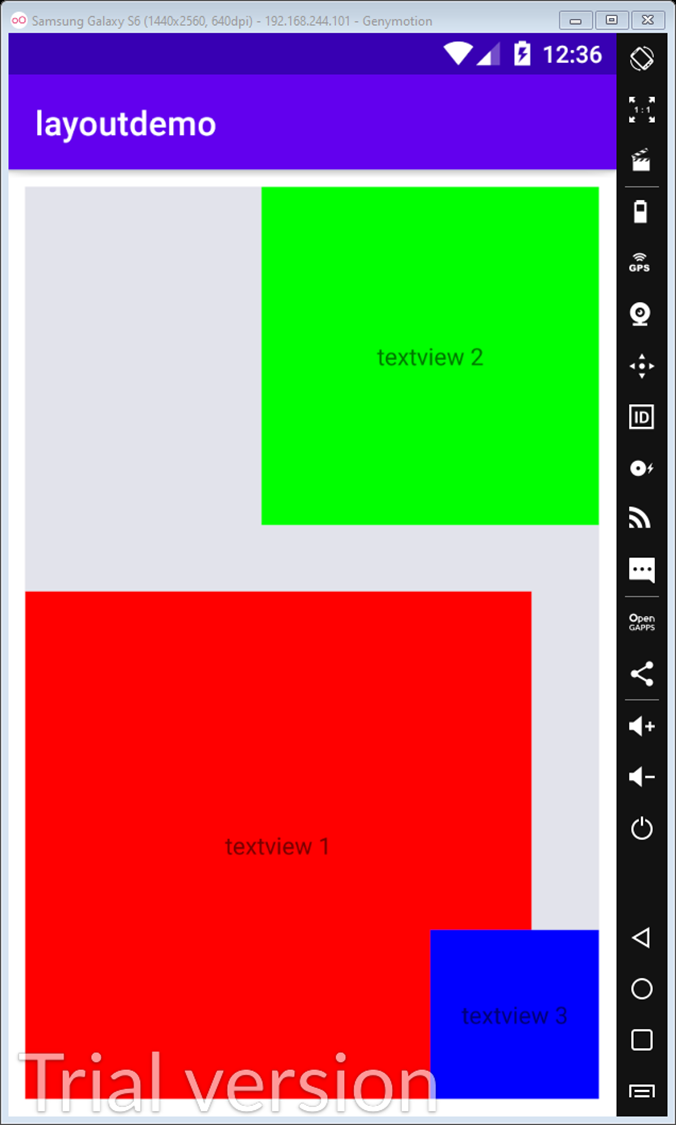 Samsung Galaxy S6 (1440x2560, 640dpi) - 192.168.244.101 - Genymotion
12:36
layoutdemo
1:1
textview 2
GPS
ID
Open
GAPPS
textview 1
textview 3
Trial version